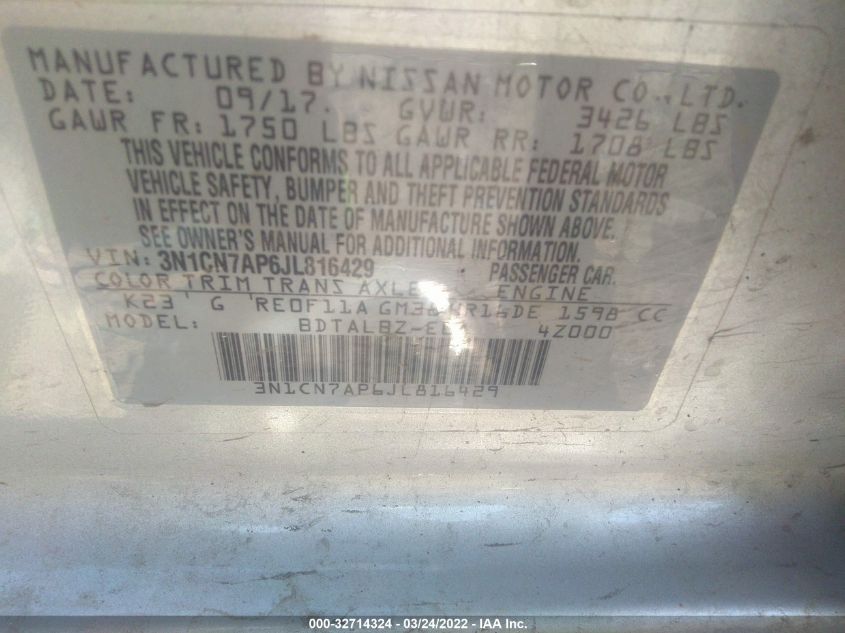 MANUFACTURED BY NISSAN MOTOR CO., LTD.
DATE: 09/17. GVWR: 3426 LBS
GAWR FR: 1750 LBS GAWR RR: 1708 LBS
THIS VEHICLE CONFORMS TO ALL APPLICABLE FEDERAL MOTOR
VEHICLE SAFETY, BUMPER AND THEFT PREVENTION STANDARDS
IN EFFECT ON THE DATE OF MANUFACTURE SHOWN ABOVE.
SEE OWNER'S MANUAL FOR ADDITIONAL INFORMATION.
VIN: 3N1CN7AP6JL816429 PASSENGER CAR.
COLOR TRIM TRANS AXLE ENGINE
K23 G RE0F11A HR16DE 1598 CC
MODEL: 4Z000
3N1CN7AP6JL816429
000-32714324 - 03/24/2022 - IAA Inc.